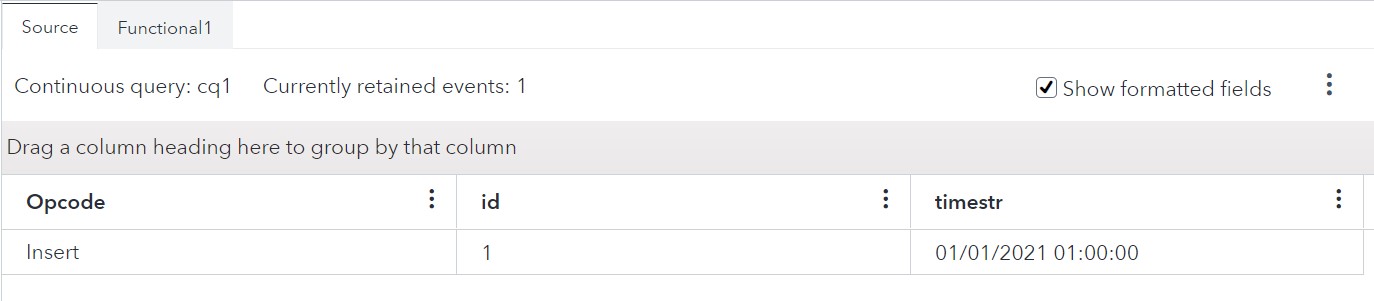 Source Functional1
Continuous query: cq1 Currently retained events: 1 Show formatted fields
Drag a column heading here to group by that column
Opcode id timestr
Insert 1 01/01/2021 01:00:00